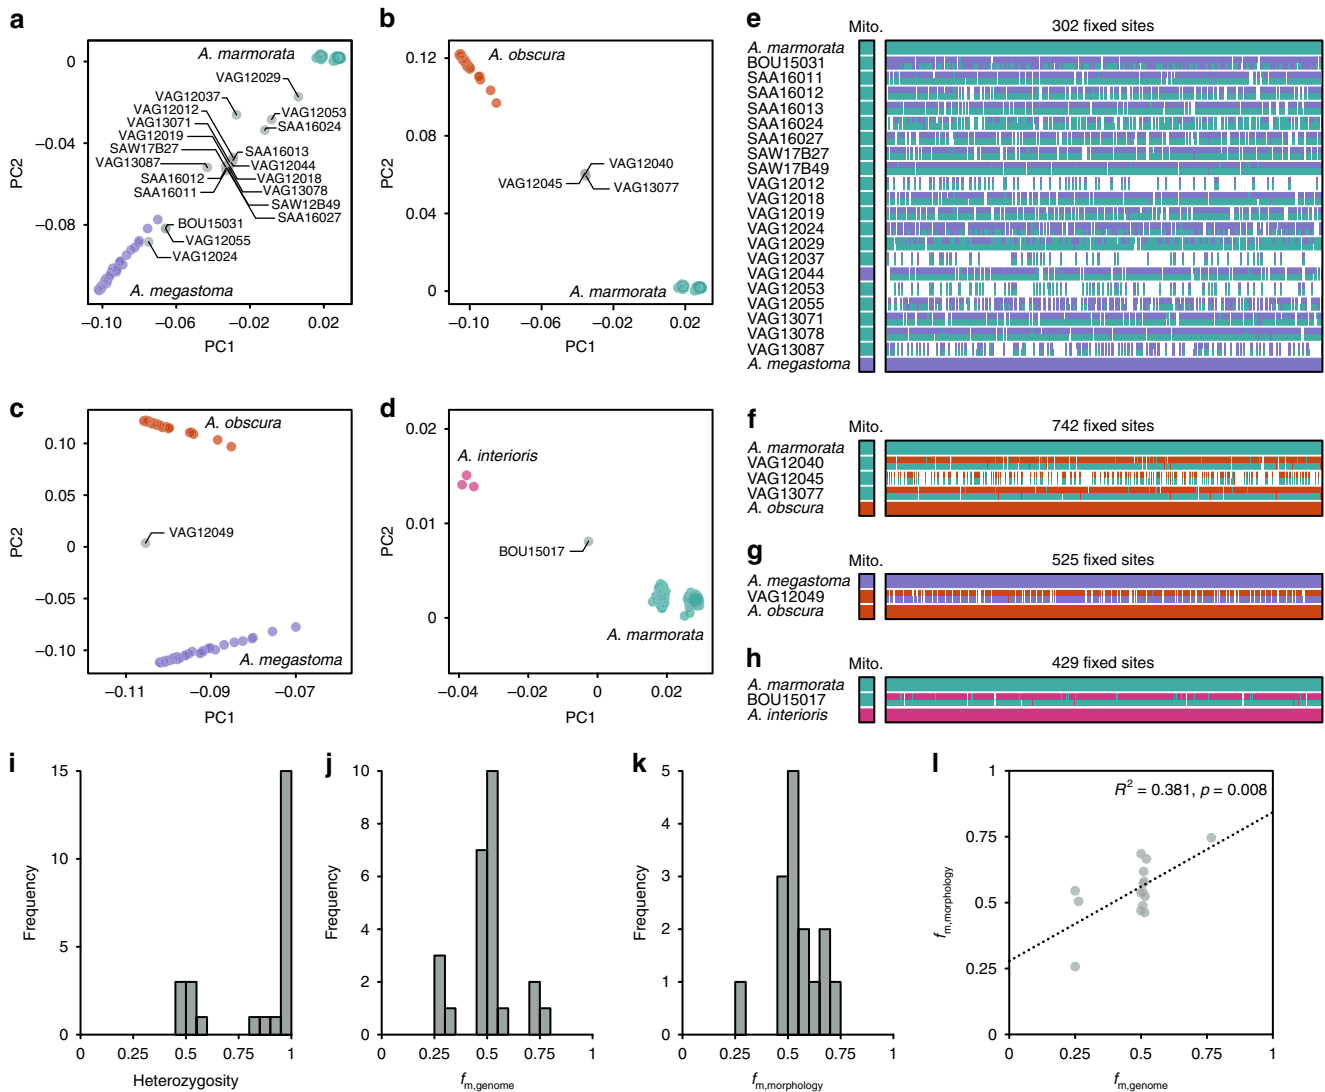 a
A. marmorata
VAG12029
VAG12037
VAG12012
VAG13071
VAG12019
SAW17B27
VAG13087
SAA16012
SAA16011
VAG12053
SAA16024
SAA16013
VAG12044
VAG12018
VAG13078
SAW12B49
SAA16027
BOU15031
VAG12055
VAG12024
A. megastoma
0
−0.04
−0.08
PC2
−0.10
−0.06
−0.02
0.02
PC1
b
A. obscura
VAG12040
VAG12045
VAG13077
A. marmorata
0.12
0.08
0.04
0
PC2
−0.10
−0.06
−0.02
0.02
PC1
e
Mito.
302 fixed sites
A. marmorata
BOU15031
SAA16011
SAA16012
SAA16013
SAA16024
SAA16027
SAW17B27
SAW17B49
VAG12012
VAG12018
VAG12019
VAG12024
VAG12029
VAG12037
VAG12044
VAG12053
VAG12055
VAG13071
VAG13078
VAG13087
A. megastoma
c
A. obscura
VAG12049
A. megastoma
0.10
0.05
0
−0.05
−0.10
PC2
−0.11
−0.09
−0.07
PC1
d
A. interioris
BOU15017
A. marmorata
0.02
0.01
0
PC2
−0.04
−0.02
0
0.02
PC1
f
Mito.
742 fixed sites
A. marmorata
VAG12040
VAG12045
VAG13077
A. obscura
g
Mito.
525 fixed sites
A. megastoma
VAG12049
A. obscura
h
Mito.
429 fixed sites
A. marmorata
BOU15017
A. interioris
i
15
10
5
0
Frequency
0
0.25
0.5
0.75
1
Heterozygosity
j
10
8
6
4
2
0
Frequency
0
0.25
0.5
0.75
1
fm,genome
k
5
4
3
2
1
0
Frequency
0
0.25
0.5
0.75
1
fm,morphology
l
R² = 0.381, p = 0.008
1
0.75
0.5
0.25
0
fm,morphology
0
0.25
0.5
0.75
1
fm,genome